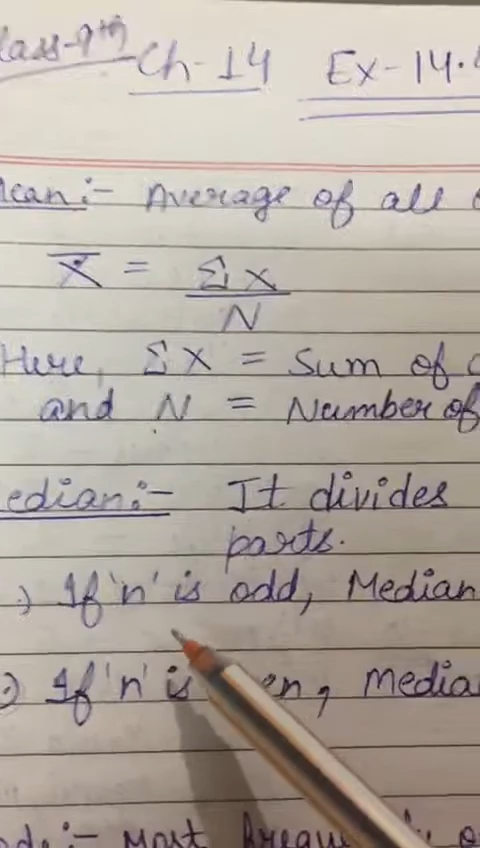 Class-9th Ch-14 Ex-14.
Mean:- Average of all
X̄ = ΣX / N
Here, ΣX = Sum of
and N = Number of
Median:- It divides
parts.
) If 'n' is odd, Median
) If 'n' is en, Media
:- Most